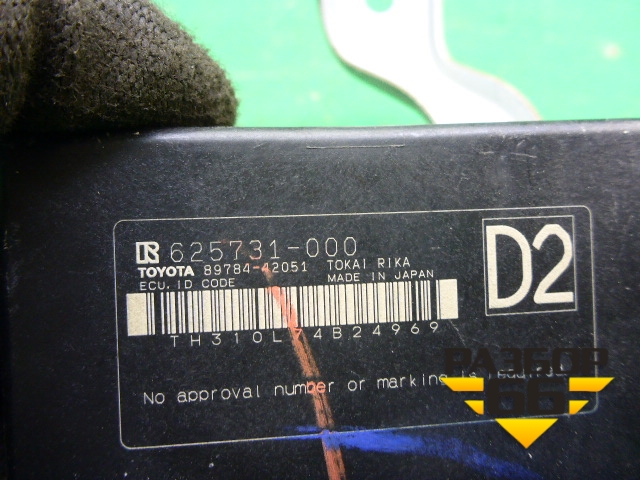 625731-000
TOYOTA 89784-42051 TOKAI RIKA
ECU, ID CODE MADE IN JAPAN
D2
TH310L74B24969
No approval number or marking is required.
РАЗБОР
66